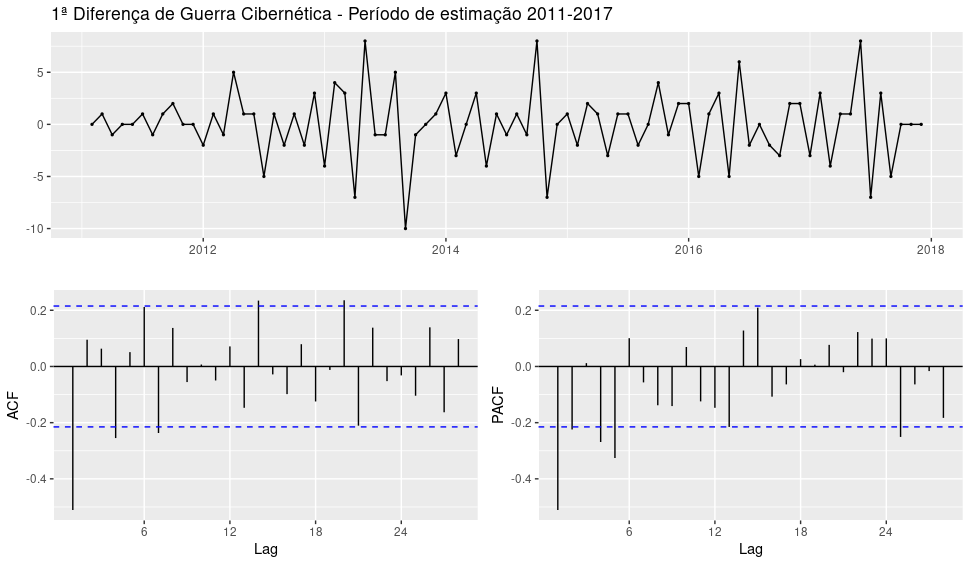 1ª Diferença de Guerra Cibernética - Período de estimação 2011-2017
5
0
-5
-10
2012 2014 2016 2018
ACF
0.2
0.0
-0.2
-0.4
6 12 18 24
Lag
PACF
0.2
0.0
-0.2
-0.4
6 12 18 24
Lag